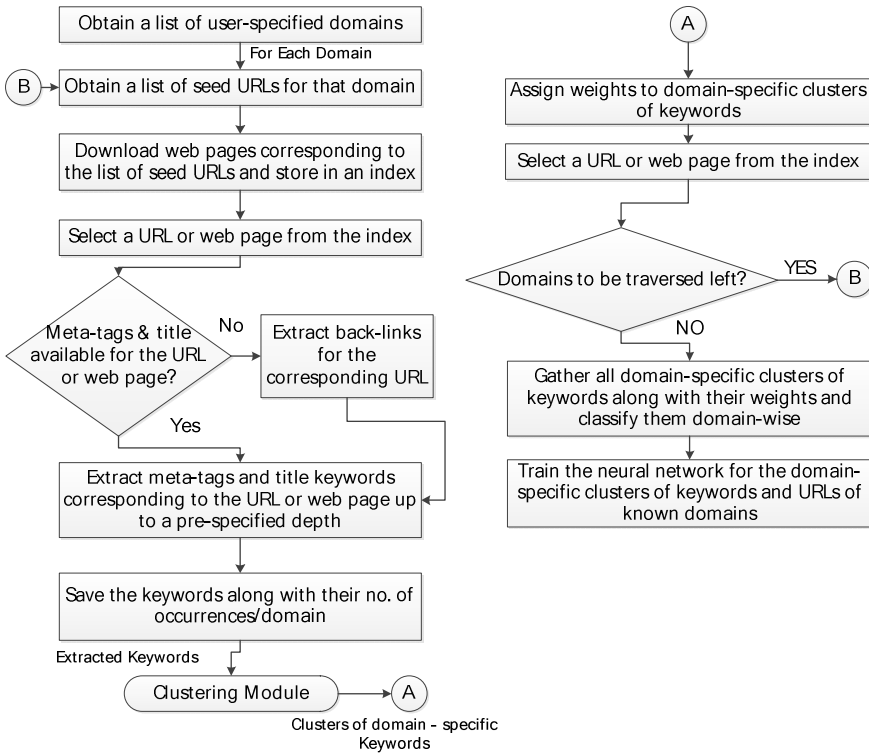 Obtain a list of user-specified domains
For Each Domain
B
Obtain a list of seed URLs for that domain
Download web pages corresponding to
the list of seed URLs and store in an index
Select a URL or web page from the index
Meta-tags & title
available for the URL
or web page?
No
Extract back-links
for the
corresponding URL
Yes
Extract meta-tags and title keywords
corresponding to the URL or web page up
to a pre-specified depth
Save the keywords along with their no. of
occurrences/domain
Extracted Keywords
Clustering Module
A
Clusters of domain - specific
Keywords
A
Assign weights to domain-specific clusters
of keywords
Select a URL or web page from the index
Domains to be traversed left?
YES
B
NO
Gather all domain-specific clusters of
keywords along with their weights and
classify them domain-wise
Train the neural network for the domain-
specific clusters of keywords and URLs of
known domains